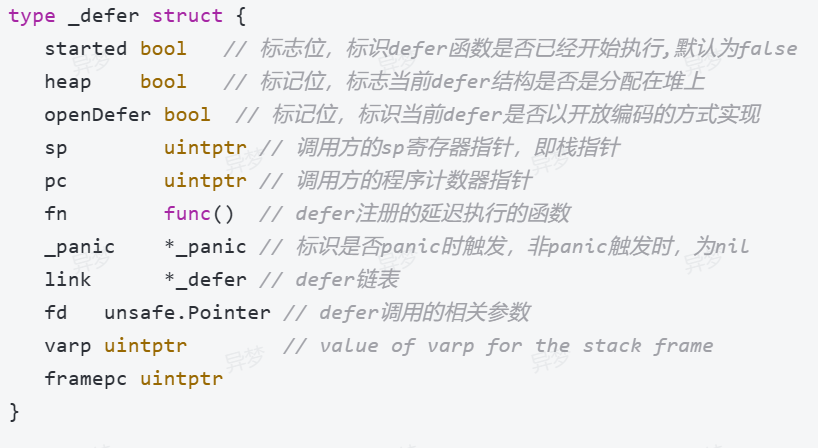 type _defer struct {
started bool // 标志位，标识defer函数是否已经开始执行,默认为false
heap bool // 标记位，标志当前defer结构是否是分配在堆上
openDefer bool // 标记位，标识当前defer是否以开放编码的方式实现
sp uintptr // 调用方的sp寄存器指针，即栈指针
pc uintptr // 调用方的程序计数器指针
fn func() // defer注册的延迟执行的函数
_panic *_panic // 标识是否panic时触发，非panic触发时，为nil
link *_defer // defer链表
fd unsafe.Pointer // defer调用的相关参数
varp uintptr // value of varp for the stack frame
framepc uintptr
}
异梦
异梦
异梦
异梦
异梦
异梦
异梦
异梦
异梦
异梦